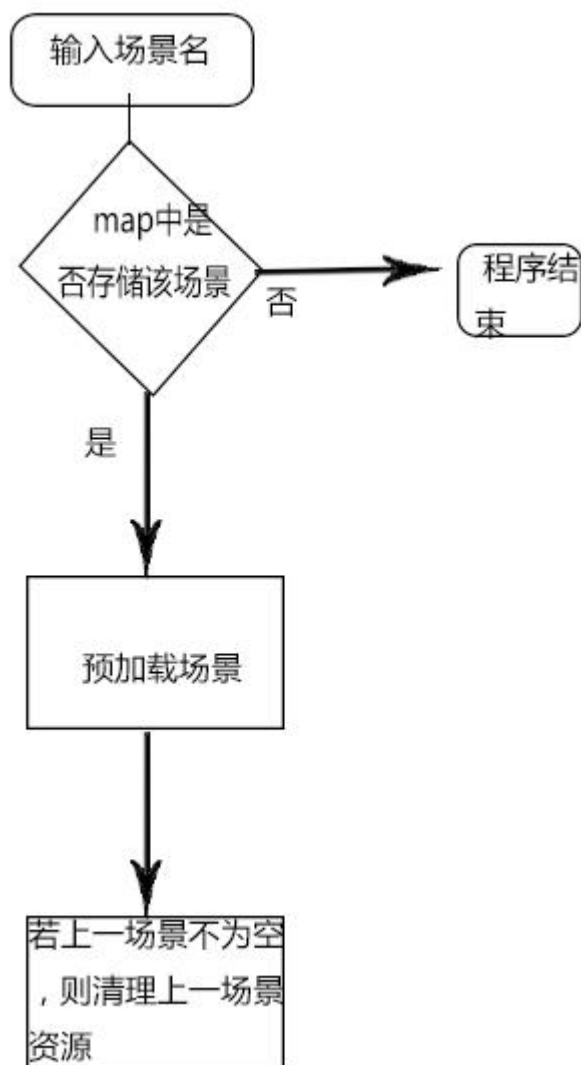 输入场景名
map中是
否存储该场景
否
程序结
束
是
预加载场景
若上一场景不为空
，则清理上一场景
资源